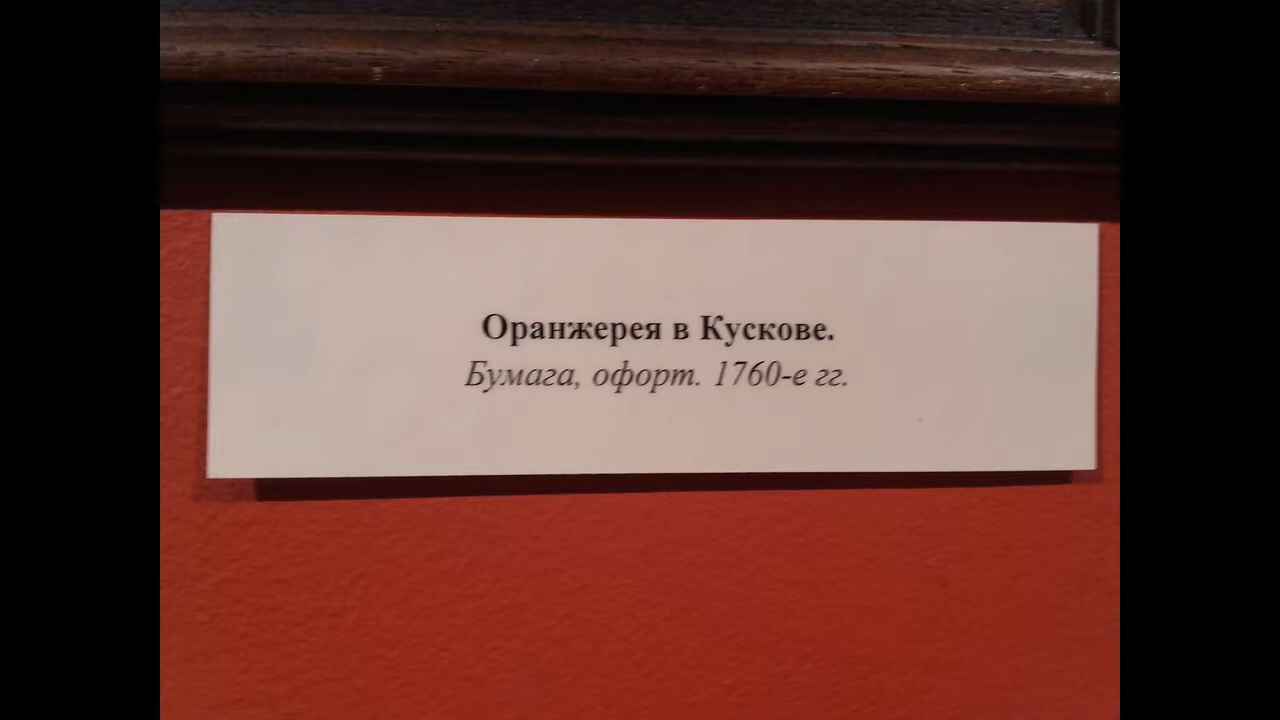 Оранжерея в Кускове.
Бумага, офорт. 1760-е гг.